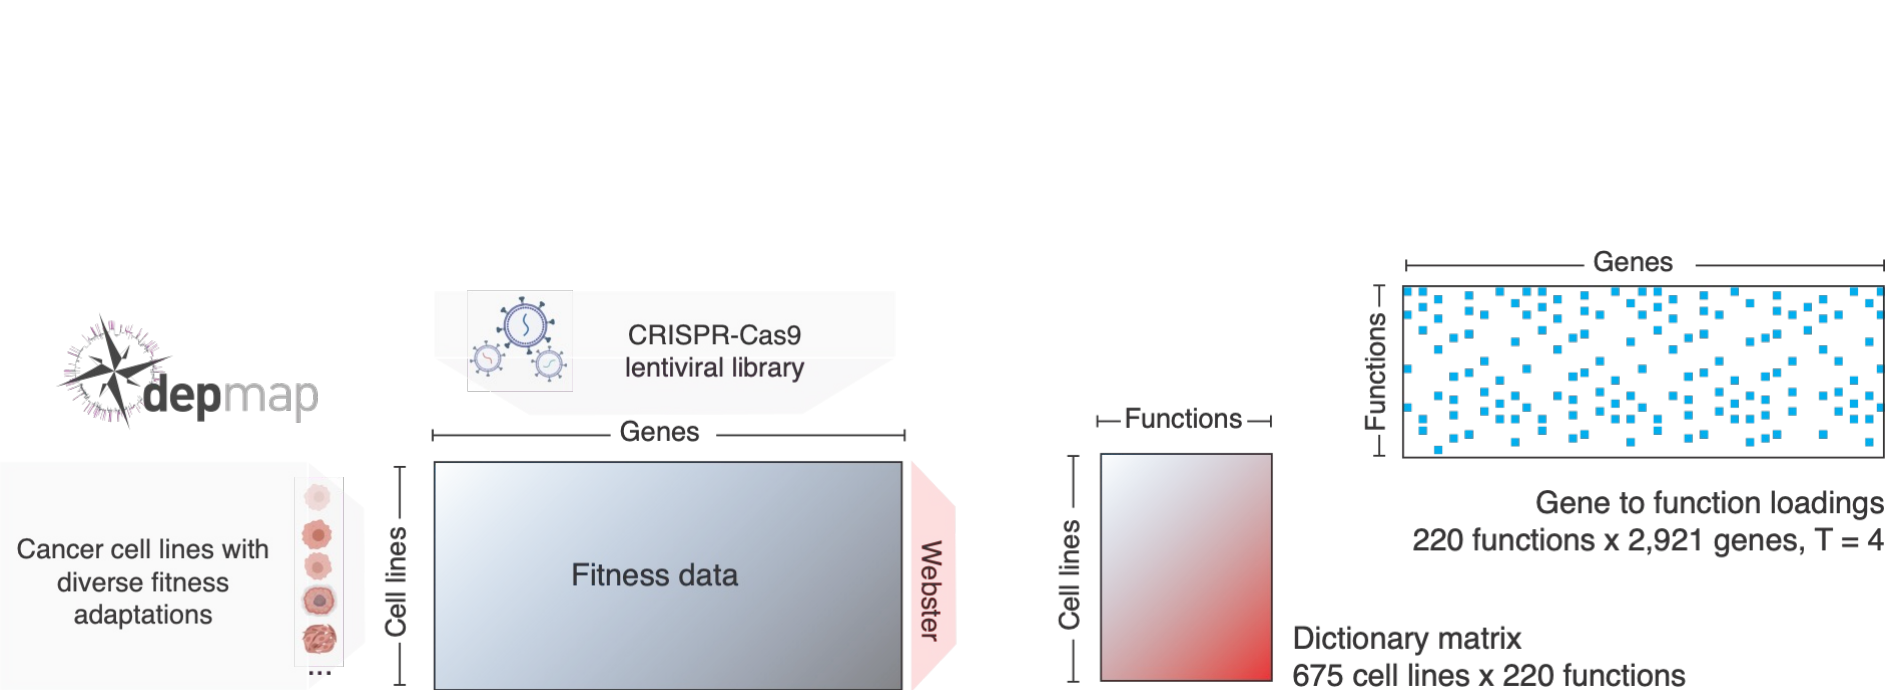 depmap
Cancer cell lines with
diverse fitness
adaptations
...
CRISPR-Cas9
lentiviral library
Genes
Cell lines
Fitness data
Webster
Functions
Cell lines
Dictionary matrix
675 cell lines x 220 functions
Genes
Functions
Gene to function loadings
220 functions x 2,921 genes, T = 4